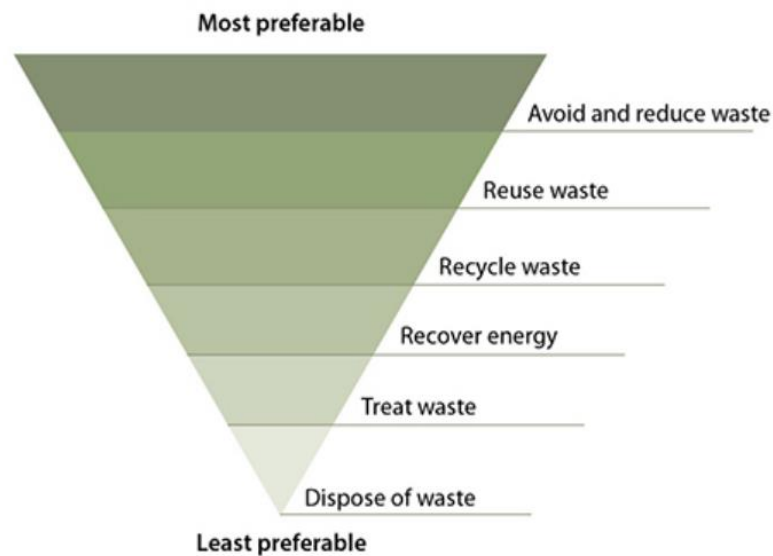 Most preferable
Avoid and reduce waste
Reuse waste
Recycle waste
Recover energy
Treat waste
Dispose of waste
Least preferable